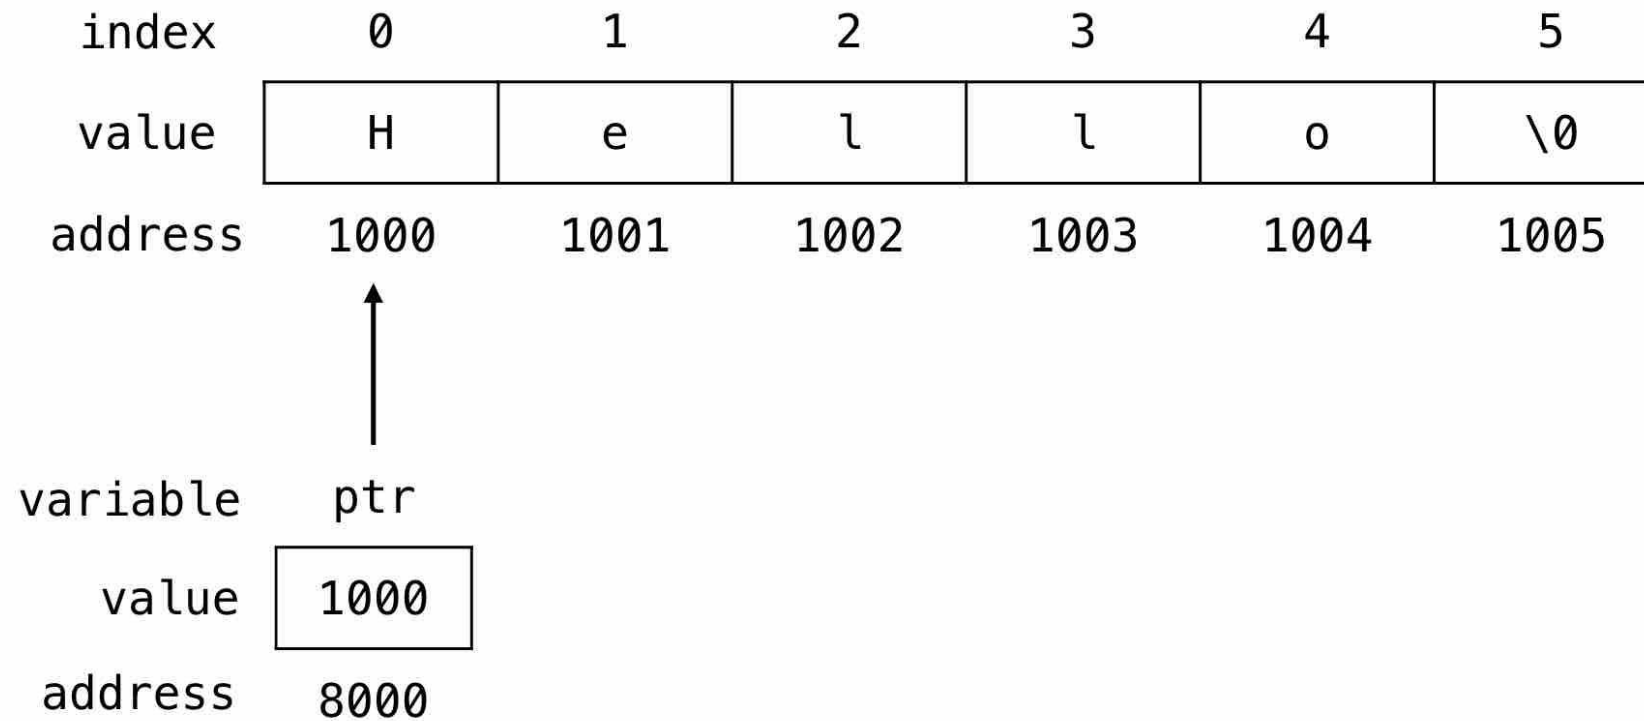 index 0 1 2 3 4 5
value H e l l o \0
address 1000 1001 1002 1003 1004 1005
variable ptr
value 1000
address 8000